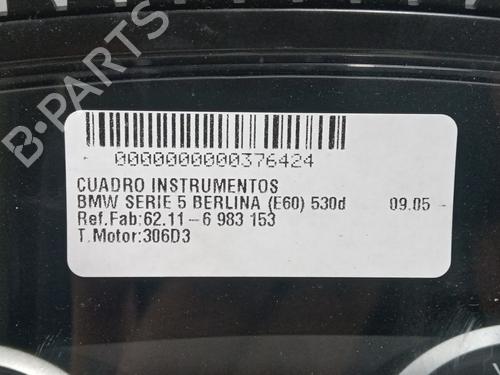 B-PARTS
0000000000376424
CUADRO INSTRUMENTOS
BMW SERIE 5 BERLINA (E60) 530d 09.05 -
Ref.Fab:62.11-6 983 153
T.Motor:306D3